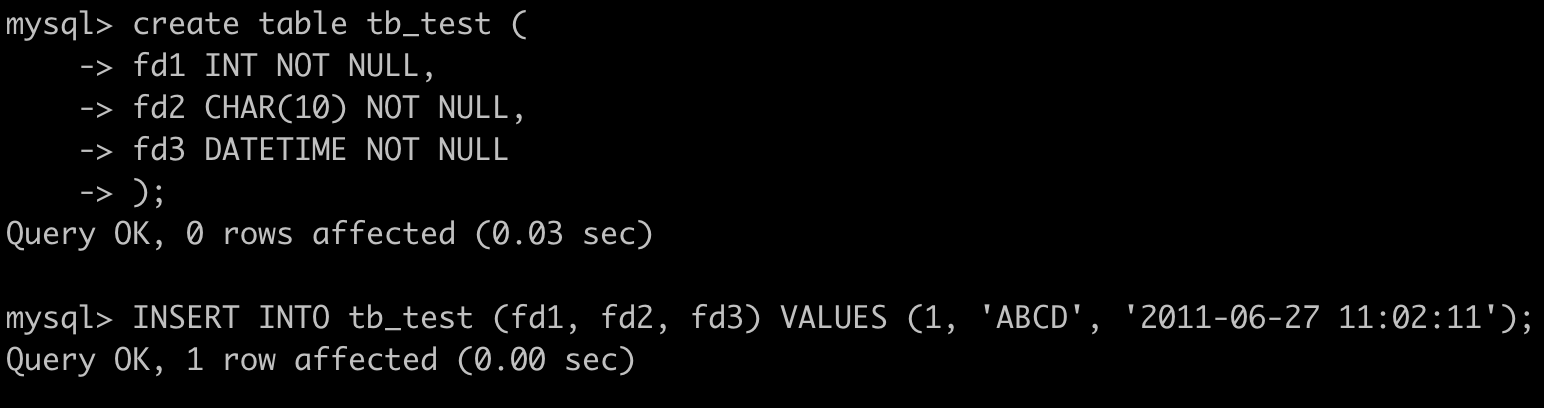 mysql> create table tb_test (
    -> fd1 INT NOT NULL,
    -> fd2 CHAR(10) NOT NULL,
    -> fd3 DATETIME NOT NULL
    -> );
Query OK, 0 rows affected (0.03 sec)

mysql> INSERT INTO tb_test (fd1, fd2, fd3) VALUES (1, 'ABCD', '2011-06-27 11:02:11');
Query OK, 1 row affected (0.00 sec)